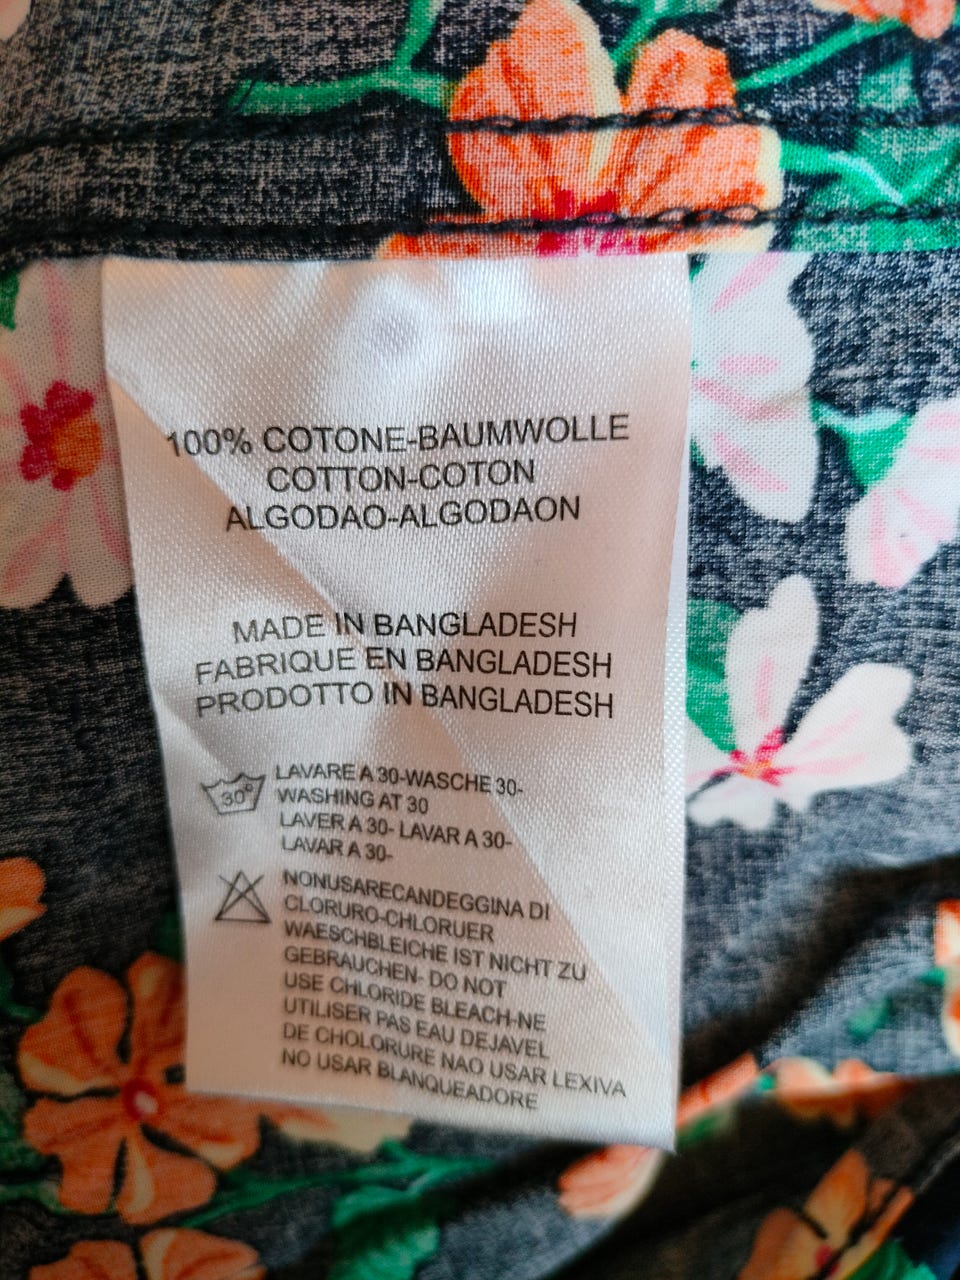 100% COTONE-BAUMWOLLE
COTTON-COTON
ALGODAO-ALGODAON
MADE IN BANGLADESH
FABRIQUE EN BANGLADESH
PRODOTTO IN BANGLADESH
30°
LAVARE A 30-WASCHE 30-
WASHING AT 30
LAVER A 30- LAVAR A 30-
LAVAR A 30-
NONUSARECANDEGGINA DI
CLORURO-CHLORUER
WAESCHBLEICHE IST NICHT ZU
GEBRAUCHEN- DO NOT
USE CHLORIDE BLEACH-NE
UTILISER PAS EAU DEJAVEL
DE CHOLORURE NAO USAR LEXIVA
NO USAR BLANQUEADORE